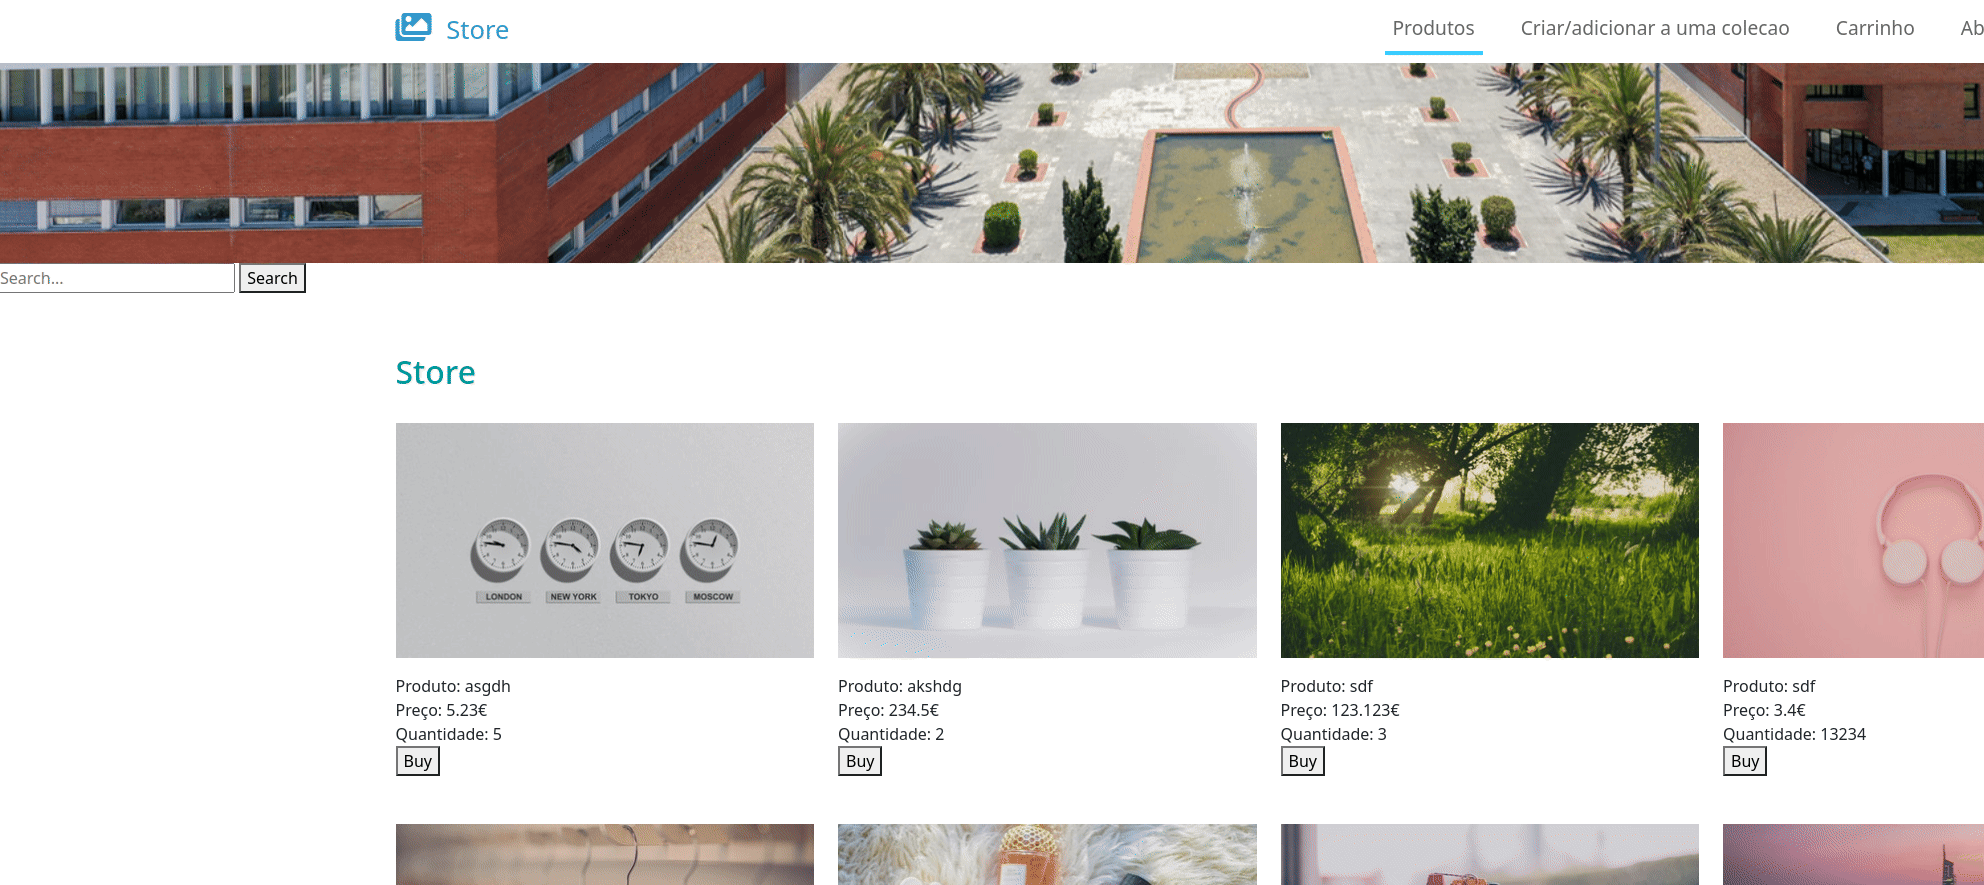 Store
Produtos Criar/adicionar a uma colecao Carrinho Ab
Search... Search
Store
LONDON NEW YORK TOKYO MOSCOW
Produto: asgdh
Preço: 5.23€
Quantidade: 5
Buy
Produto: akshdg
Preço: 234.5€
Quantidade: 2
Buy
Produto: sdf
Preço: 123.123€
Quantidade: 3
Buy
Produto: sdf
Preço: 3.4€
Quantidade: 13234
Buy